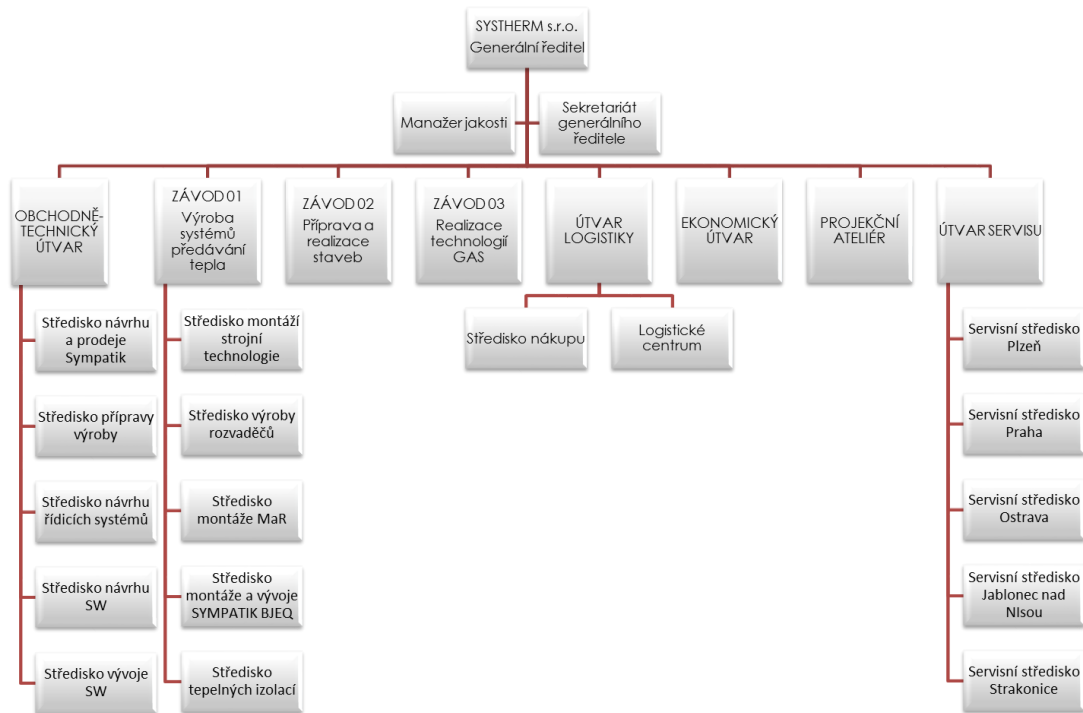 SYSTHERM s.r.o.
Generální ředitel
Manažer jakosti
Sekretariát
generálního
ředitele
OBCHODNĚ-
TECHNICKÝ
ÚTVAR
ZÁVOD 01
Výroba
systémů
předávání
tepla
ZÁVOD 02
Příprava a
realizace
staveb
ZÁVOD 03
Realizace
technologií
GAS
ÚTVAR
LOGISTIKY
EKONOMICKÝ
ÚTVAR
PROJEKČNÍ
ATELIÉR
ÚTVAR SERVISU
Středisko návrhu
a prodeje
Sympatik
Středisko přípravy
výroby
Středisko návrhu
řídicích systémů
Středisko návrhu
SW
Středisko vývoje
SW
Středisko montáží
strojní
technologie
Středisko výroby
rozvaděčů
Středisko
montáže MaR
Středisko
montáže a vývoje
SYMPATIK BJEQ
Středisko
tepelných izolací
Středisko nákupu
Logistické
centrum
Servisní středisko
Plzeň
Servisní středisko
Praha
Servisní středisko
Ostrava
Servisní středisko
Jablonec nad
Nisou
Servisní středisko
Strakonice